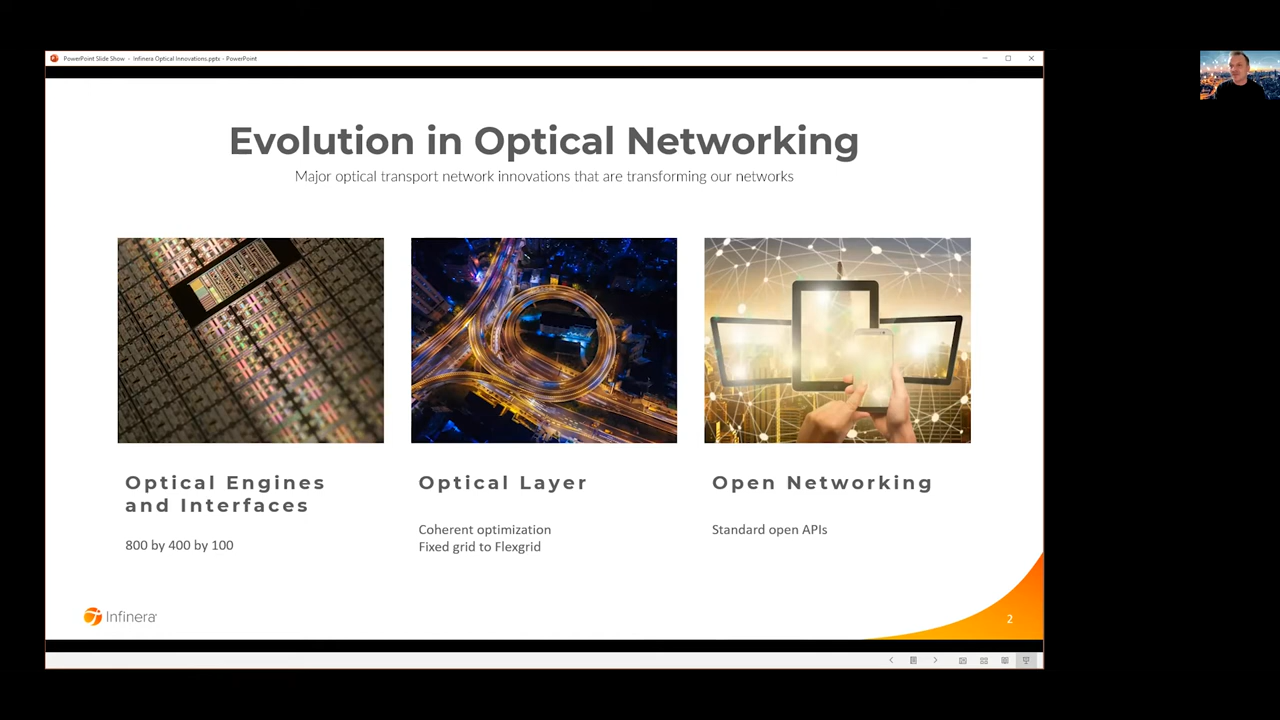 PowerPoint Slide Show - Infinera Optical Innovations.pptx - PowerPoint
Evolution in Optical Networking
Major optical transport network innovations that are transforming our networks
Optical Engines
and Interfaces
800 by 400 by 100
Optical Layer
Coherent optimization
Fixed grid to Flexgrid
Open Networking
Standard open APIs
Infinera
2